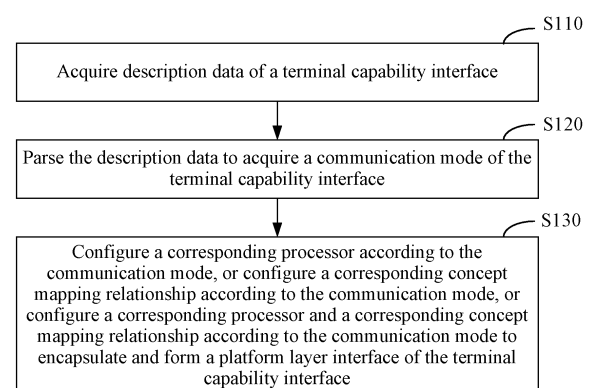 S110
Acquire description data of a terminal capability interface
S120
Parse the description data to acquire a communication mode of the
terminal capability interface
S130
Configure a corresponding processor according to the
communication mode, or configure a corresponding concept
mapping relationship according to the communication mode, or
configure a corresponding processor and a corresponding concept
mapping relationship according to the communication mode to
encapsulate and form a platform layer interface of the terminal
capability interface